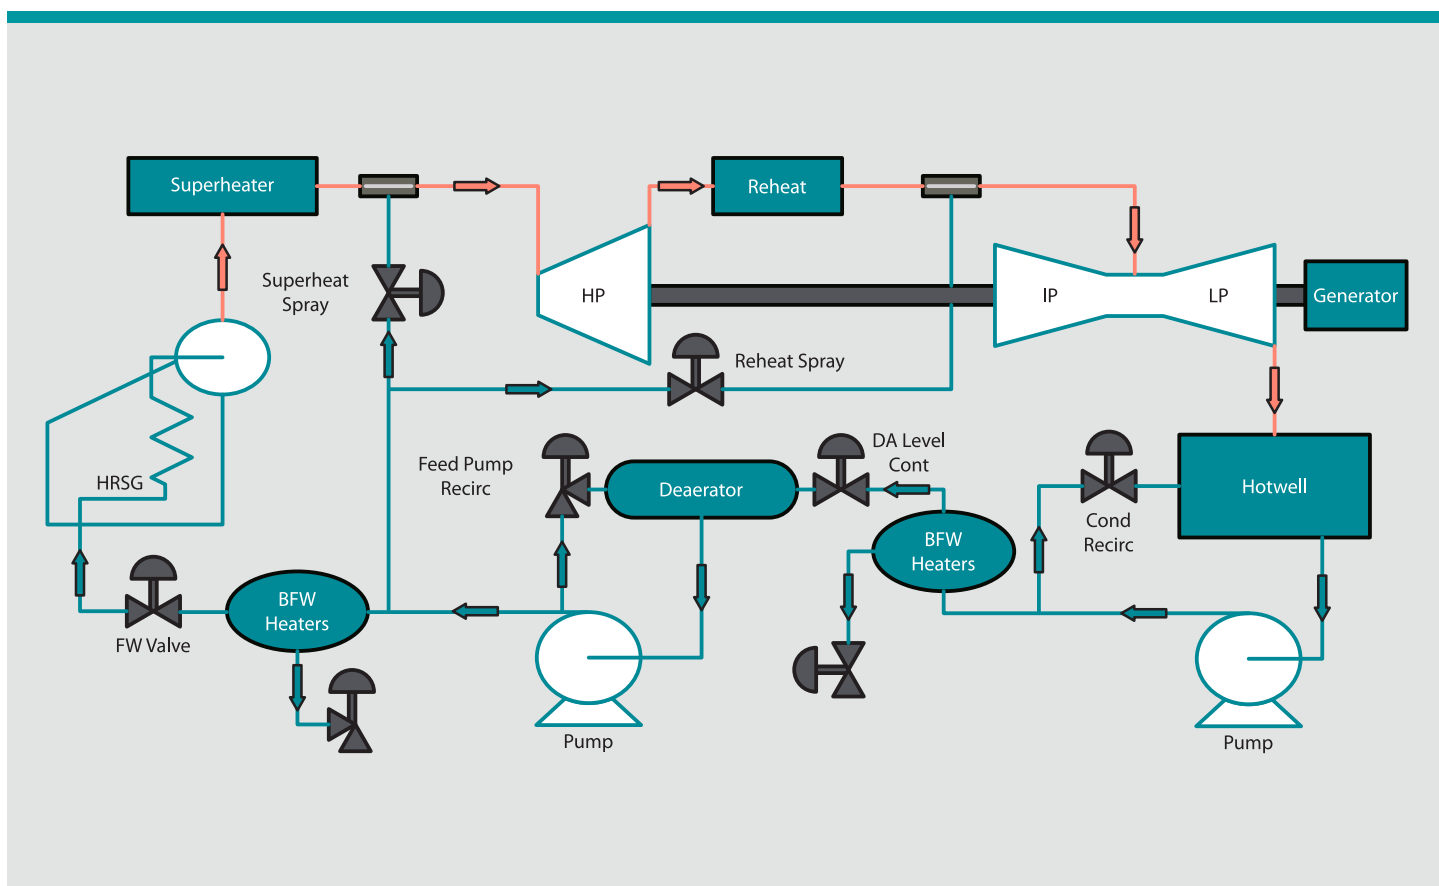 Superheater
Reheat
Superheat
Spray
HP
IP
LP
Generator
Reheat Spray
Feed Pump
Recirc
Deaerator
DA Level
Cont
HRSG
Hotwell
Cond
Recirc
BFW
Heaters
BFW
Heaters
FW Valve
Pump
Pump